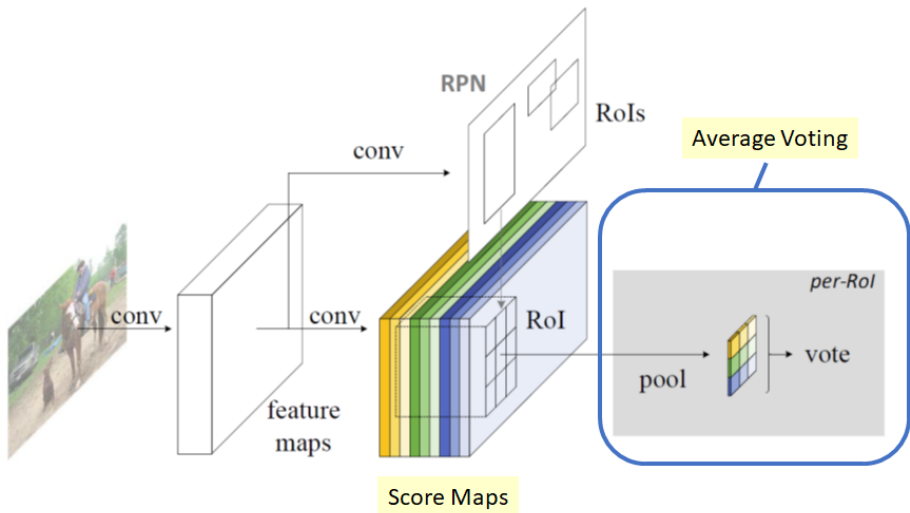 RPN
RoIs
Average Voting
conv
per-RoI
conv
conv
RoI
pool
vote
feature
maps
Score Maps